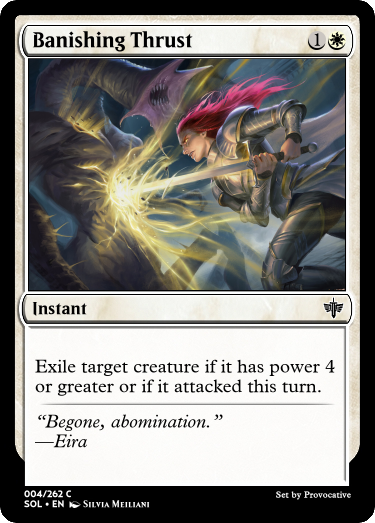 Banishing Thrust 1
Instant
Exile target creature if it has power 4
or greater or if it attacked this turn.
“Begone, abomination.”
—Eira
004/262 C
SOL • EN Silvia Meiliani
Set by Provocative